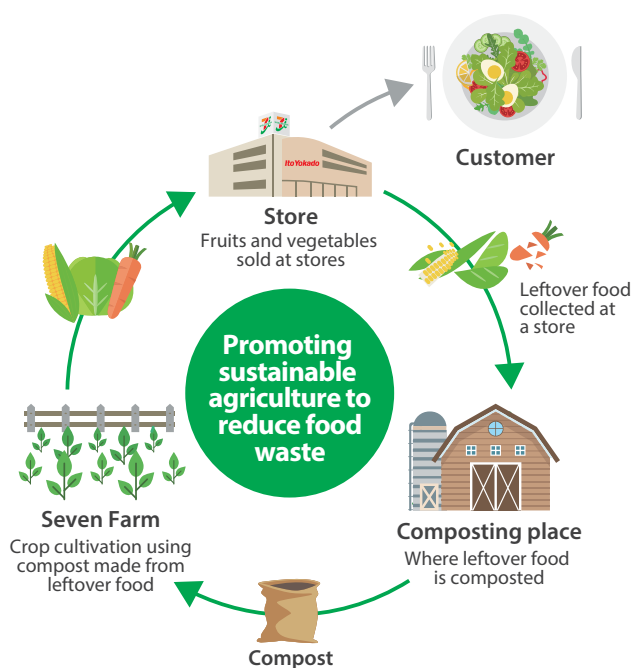 Customer
Ito Yokado
Store
Fruits and vegetables
sold at stores
Leftover food
collected at
a store
Promoting
sustainable
agriculture to
reduce food
waste
Seven Farm
Crop cultivation using
compost made from
leftover food
Composting place
Where leftover food
is composted
Compost